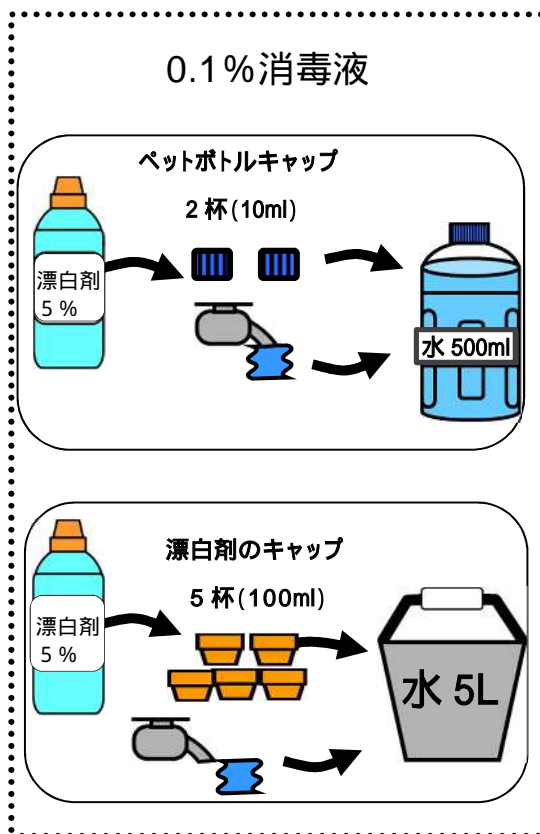 0.1%消毒液
ペットボトルキャップ
2杯(10ml)
漂白剤
5%
水 500ml
漂白剤のキャップ
5杯(100ml)
漂白剤
5%
水 5L